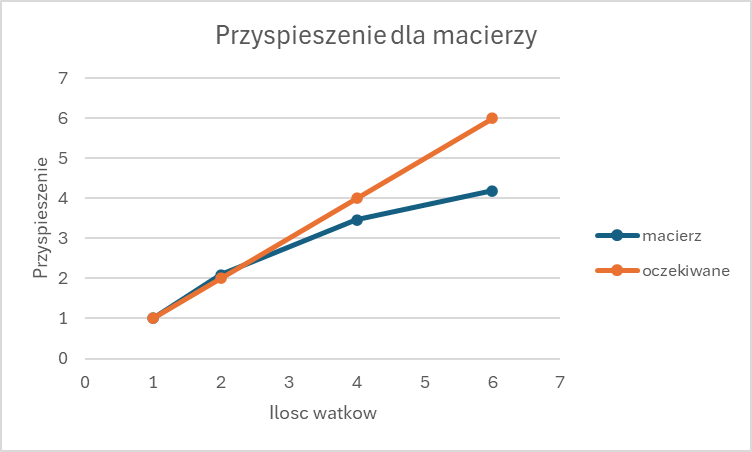 Przyspieszenie dla macierzy
7
6
5
4
3
2
1
0
Przyspieszenie
0 1 2 3 4 5 6 7
Ilosc watkow
macierz
oczekiwane